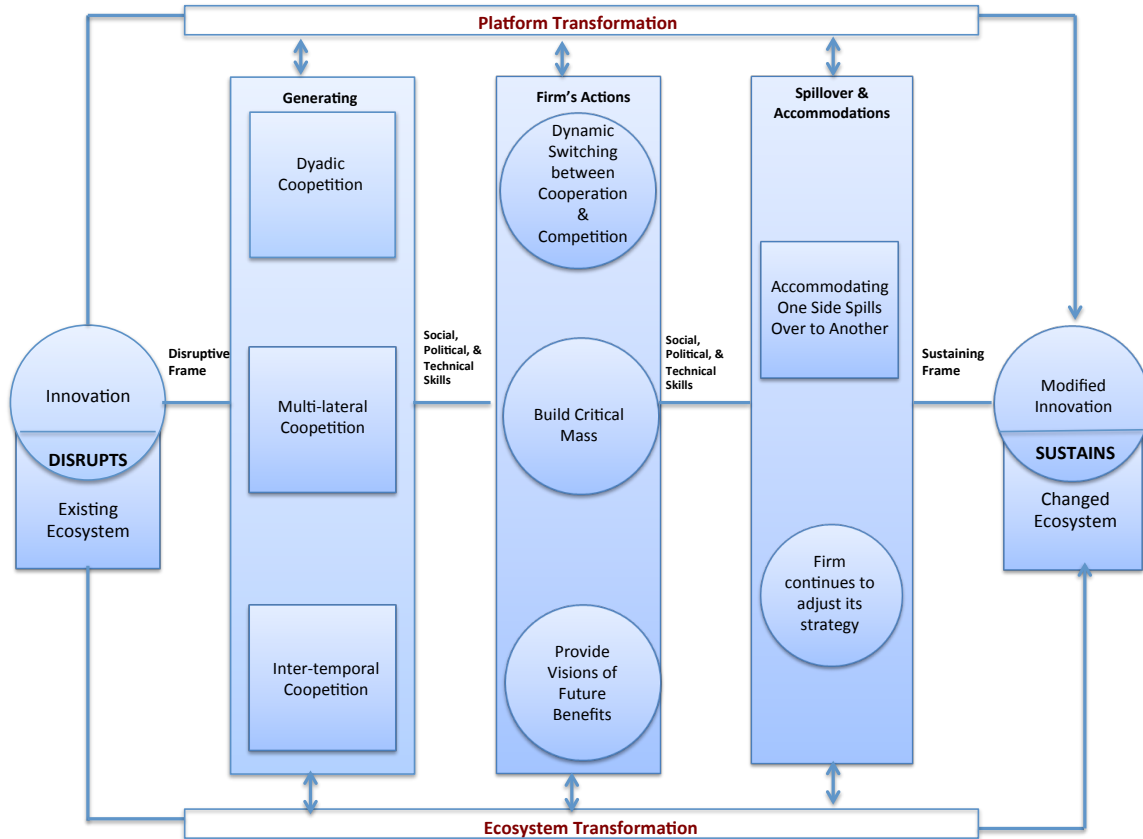 Platform Transformation
Generating
Dyadic
Coopetition
Multi-lateral
Coopetition
Inter-temporal
Coopetition
Firm's Actions
Dynamic
Switching
between
Cooperation
&
Competition
Build Critical
Mass
Provide
Visions of
Future
Benefits
Spillover &
Accommodations
Accommodating
One Side Spills
Over to Another
Firm
continues to
adjust its
strategy
Innovation
DISRUPTS
Existing
Ecosystem
Disruptive
Frame
Social,
Political, &
Technical
Skills
Social,
Political, &
Technical
Skills
Sustaining
Frame
Modified
Innovation
SUSTAINS
Changed
Ecosystem
Ecosystem Transformation